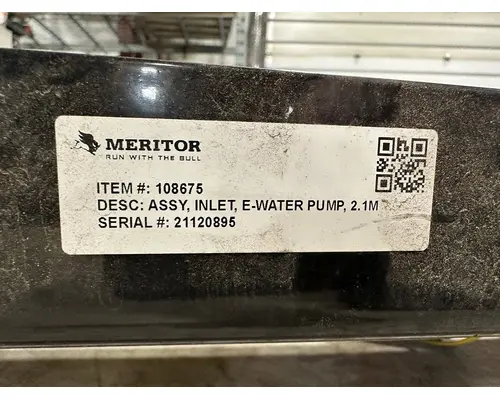 MERITOR
RUN WITH THE BULL
ITEM #: 108675
DESC: ASSY, INLET, E-WATER PUMP, 2.1M
SERIAL #: 21120895